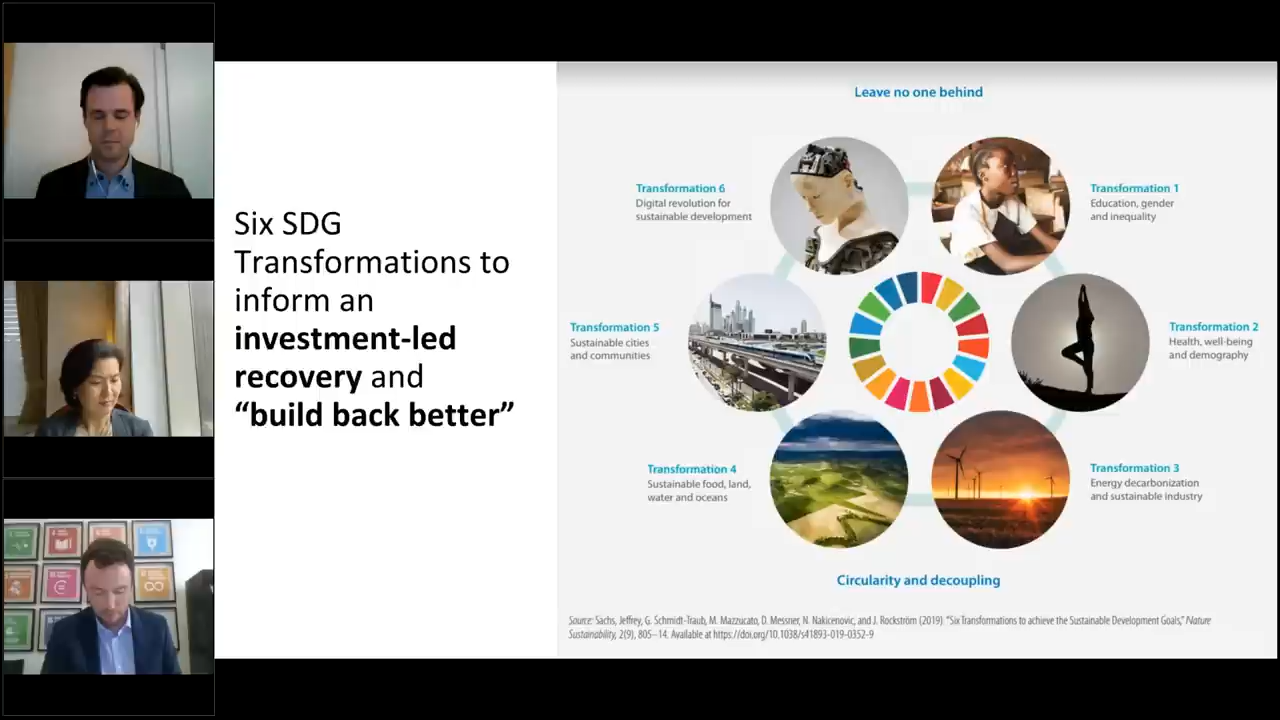 Six SDG
Transformations to
inform an
investment-led
recovery and
“build back better”
Leave no one behind
Transformation 6
Digital revolution for
sustainable development
Transformation 1
Education, gender
and inequality
Transformation 5
Sustainable cities
and communities
Transformation 2
Health, well-being
and demography
Transformation 4
Sustainable food, land,
water and oceans
Transformation 3
Energy decarbonization
and sustainable industry
Circularity and decoupling
Source: Sachs, Jeffrey, G. Schmidt-Traub, M. Mazzucato, D. Messner, N. Nakicenovic, and J. Rockström (2019). “Six Transformations to achieve the Sustainable Development Goals,” Nature
Sustainability, 2(9), 805–14. Available at https://doi.org/10.1038/s41893-019-0352-9